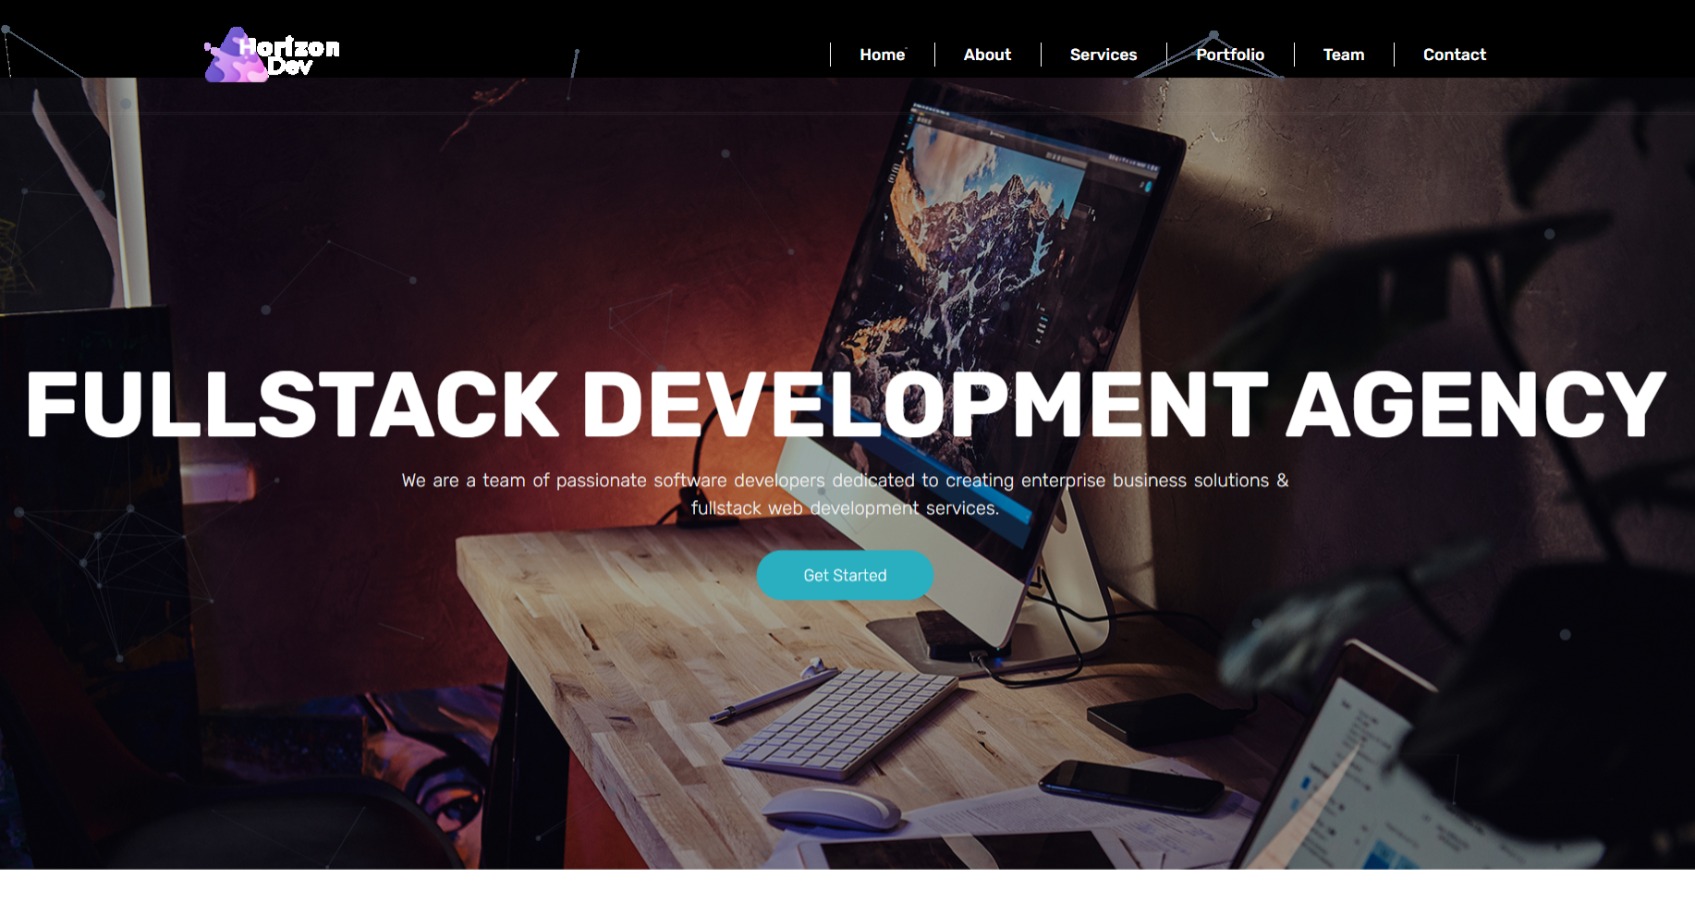 Horizon
Dev
Home
About
Services
Portfolio
Team
Contact
FULLSTACK DEVELOPMENT AGENCY
We are a team of passionate software developers dedicated to creating enterprise business solutions &
fullstack web development services.
Get Started